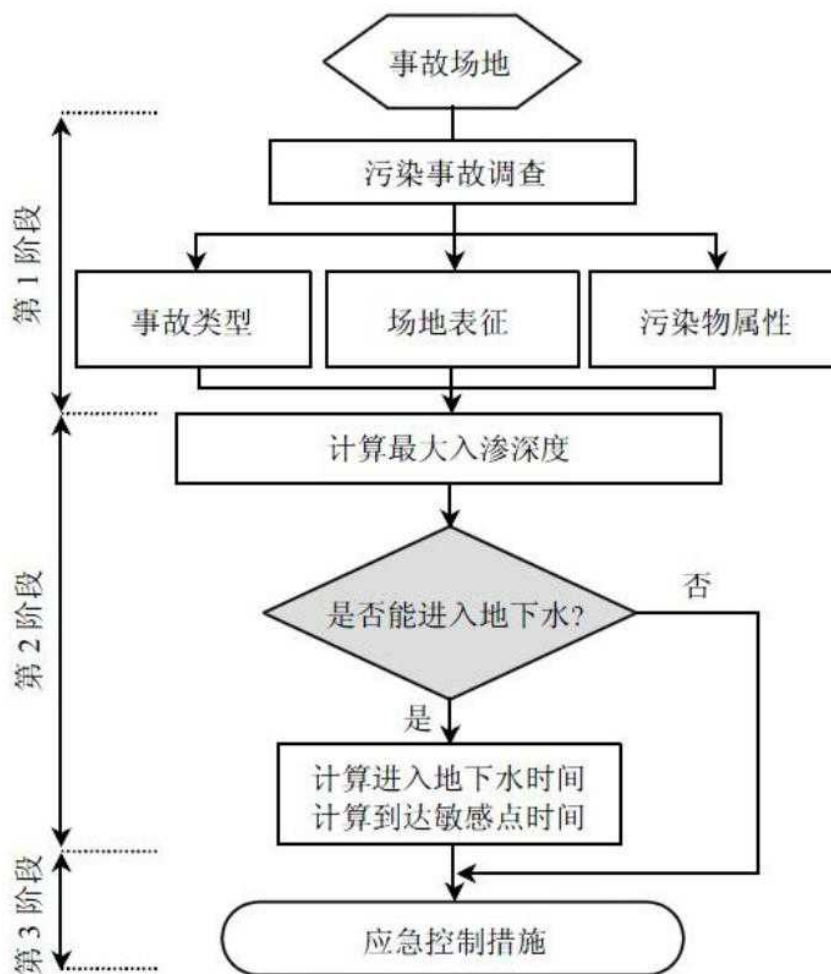 事故场地
第1阶段
污染事故调查
事故类型
场地表征
污染物属性
第2阶段
计算最大入渗深度
是否能进入地下水?
否
是
计算进入地下水时间
计算到达敏感点时间
第3阶段
应急控制措施